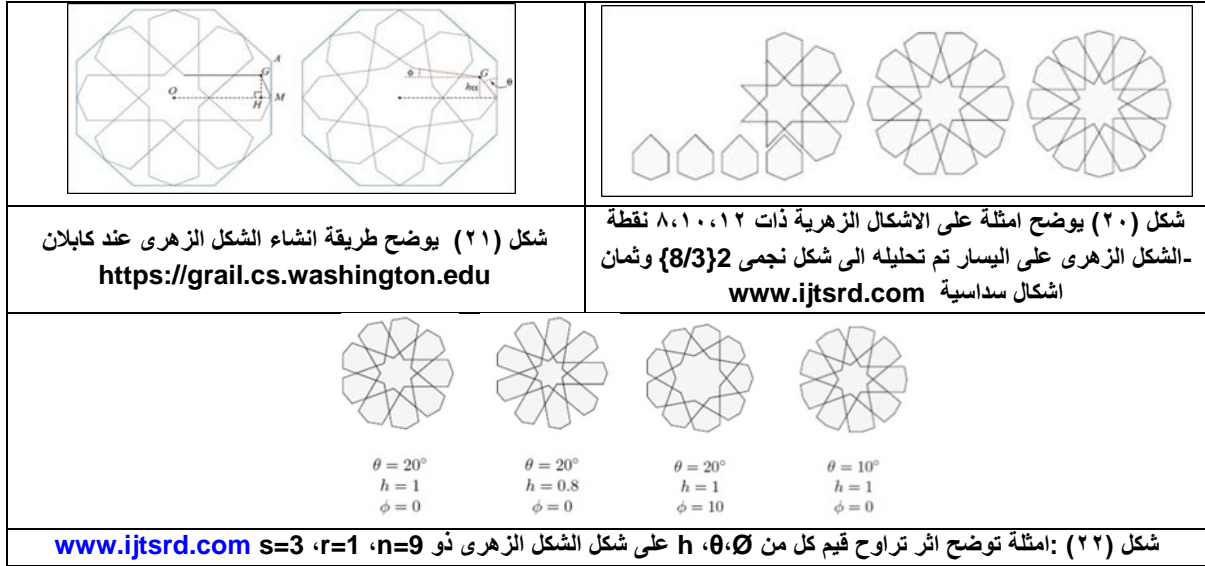 A
G
O
H
M
ϕ
G
θ
hα
شكل (٢٠) يوضح امثلة على الاشكال الزهرية ذات ٨،١٠،١٢ نقطة
-الشكل الزهرى على اليسار تم تحليله الى شكل نجمى 2{8/3} وثمان
اشكال سداسية www.ijtsrd.com
شكل (٢١) يوضح طريقة انشاء الشكل الزهرى عند كابلان
https://grail.cs.washington.edu
θ = 20°
h = 1
ϕ = 0
θ = 20°
h = 0.8
ϕ = 0
θ = 20°
h = 1
ϕ = 10
θ = 10°
h = 1
ϕ = 0
شكل (٢٢) :امثلة توضح اثر تراوح قيم كل من Ø،θ، h على شكل الشكل الزهرى ذو n=9، r=1، s=3 www.ijtsrd.com